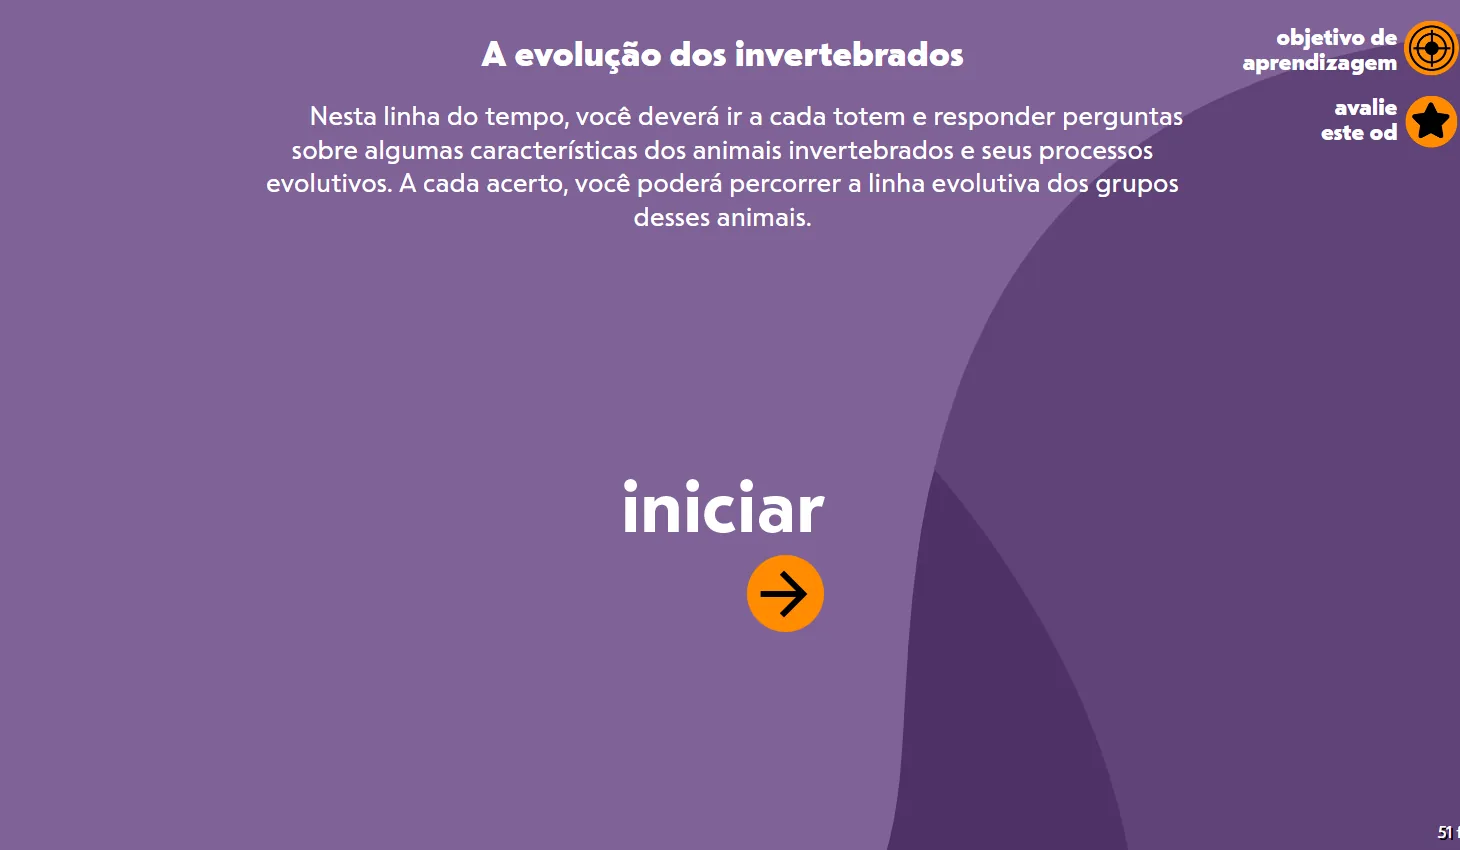 A evolução dos invertebrados
Nesta linha do tempo, você deverá ir a cada totem e responder perguntas
sobre algumas características dos animais invertebrados e seus processos
evolutivos. A cada acerto, você poderá percorrer a linha evolutiva dos grupos
desses animais.
objetivo de
aprendizagem
avalie
este od
iniciar
51 f